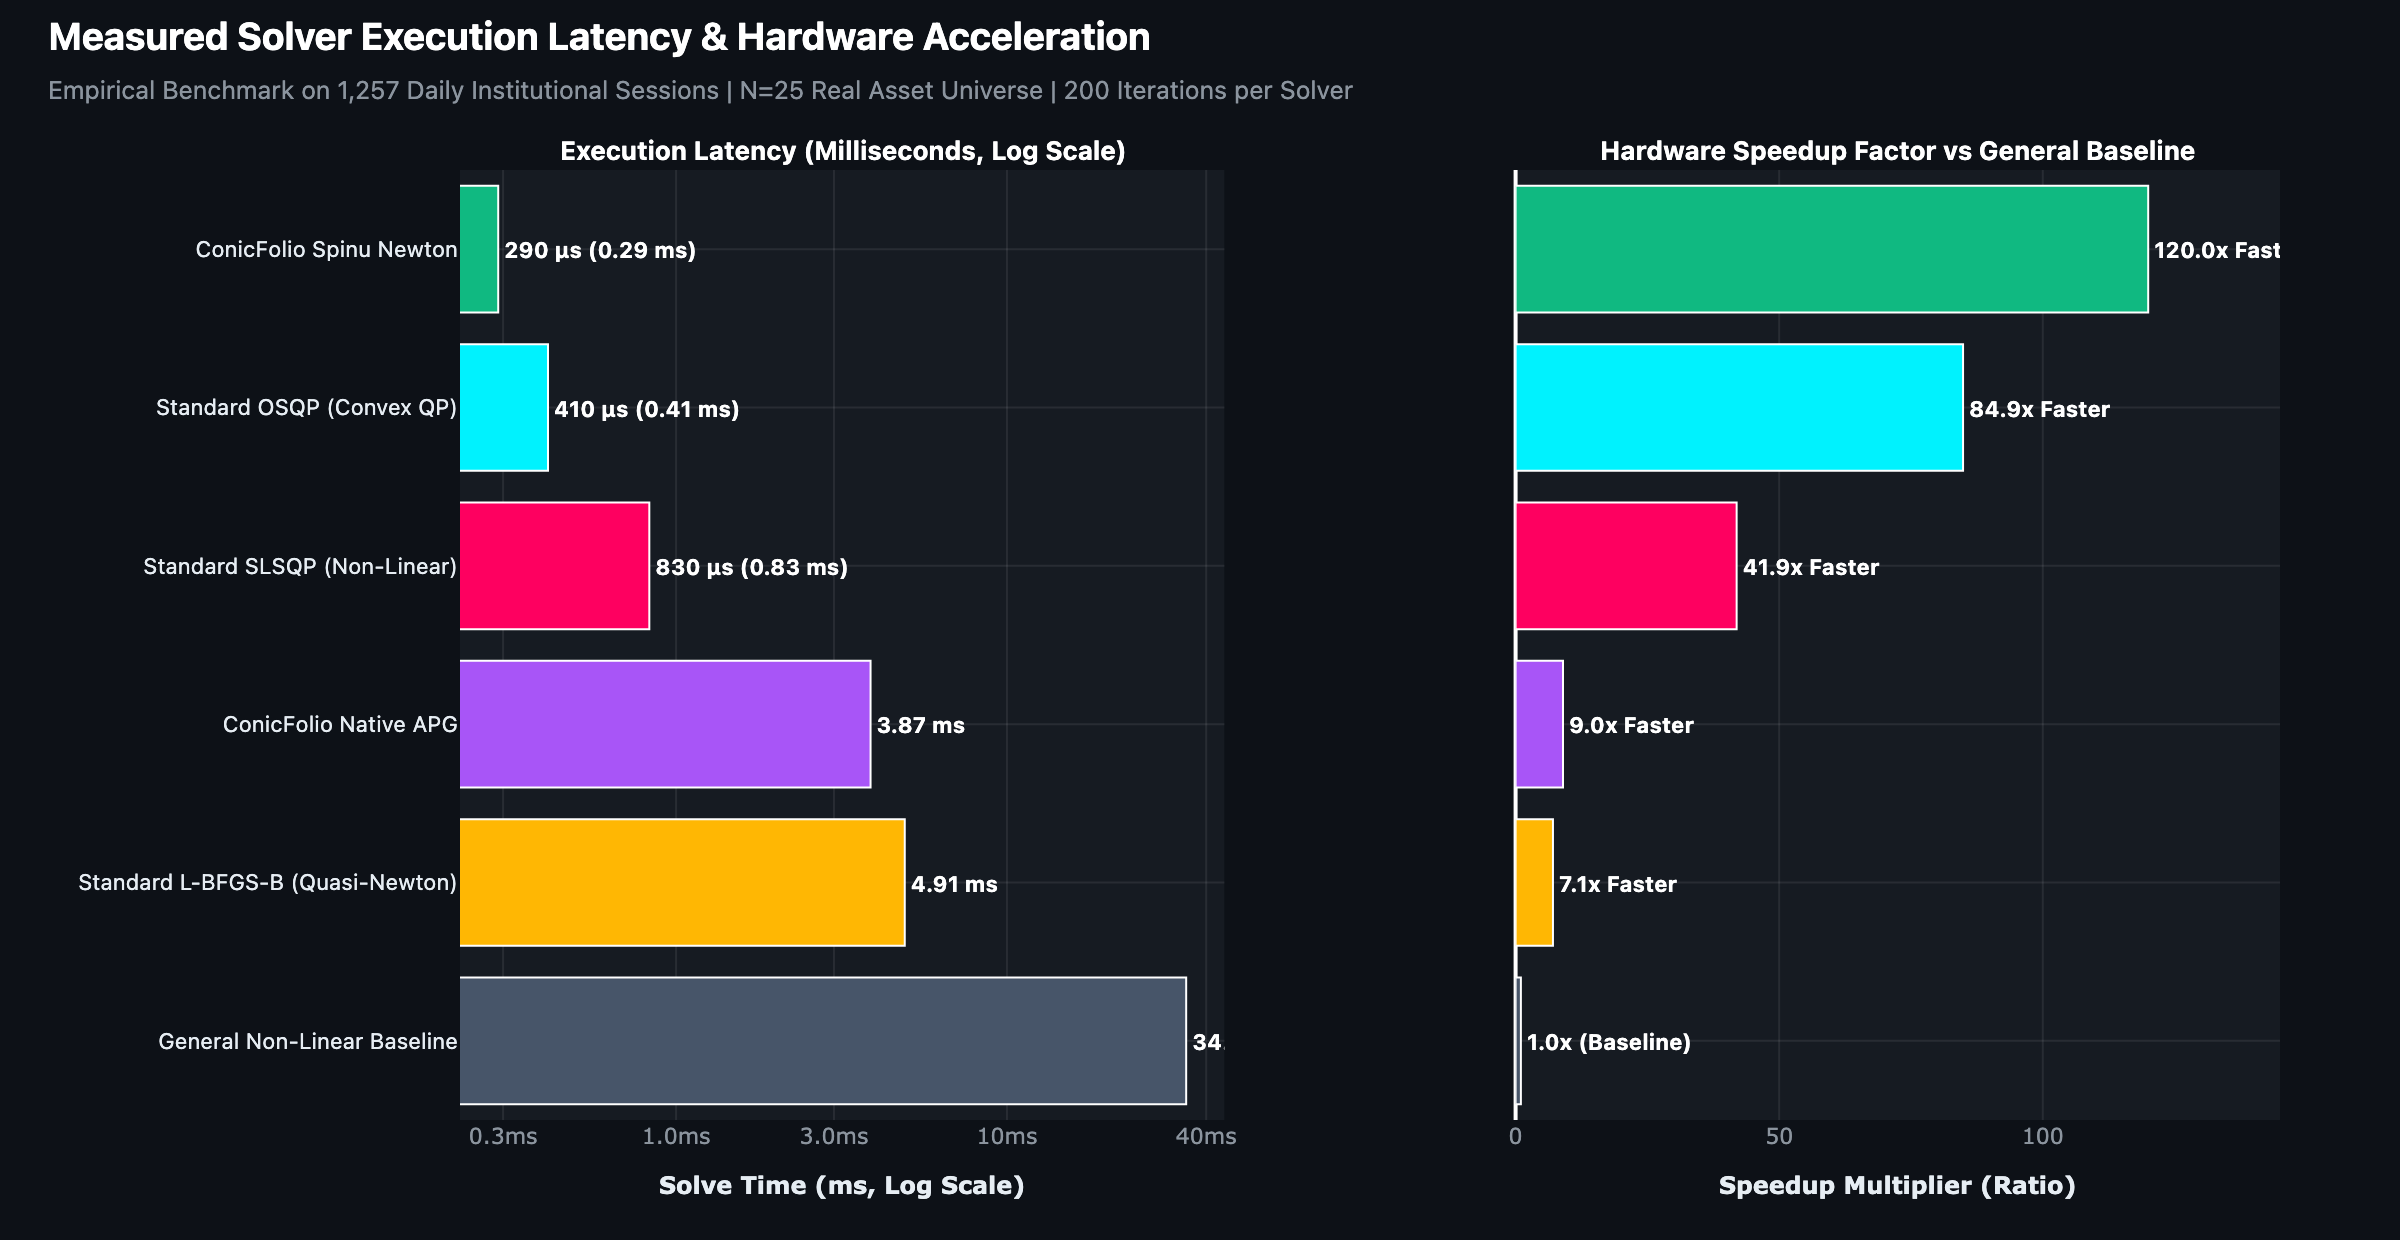 Measured Solver Execution Latency & Hardware Acceleration
Empirical Benchmark on 1,257 Daily Institutional Sessions | N=25 Real Asset Universe | 200 Iterations per Solver
Execution Latency (Milliseconds, Log Scale)
ConicFolio Spinu Newton
290 µs (0.29 ms)
Standard OSQP (Convex QP)
410 µs (0.41 ms)
Standard SLSQP (Non-Linear)
830 µs (0.83 ms)
ConicFolio Native APG
3.87 ms
Standard L-BFGS-B (Quasi-Newton)
4.91 ms
General Non-Linear Baseline
34.
0.3ms 1.0ms 3.0ms 10ms 40ms
Solve Time (ms, Log Scale)
Hardware Speedup Factor vs General Baseline
120.0x Fast
84.9x Faster
41.9x Faster
9.0x Faster
7.1x Faster
1.0x (Baseline)
0 50 100
Speedup Multiplier (Ratio)